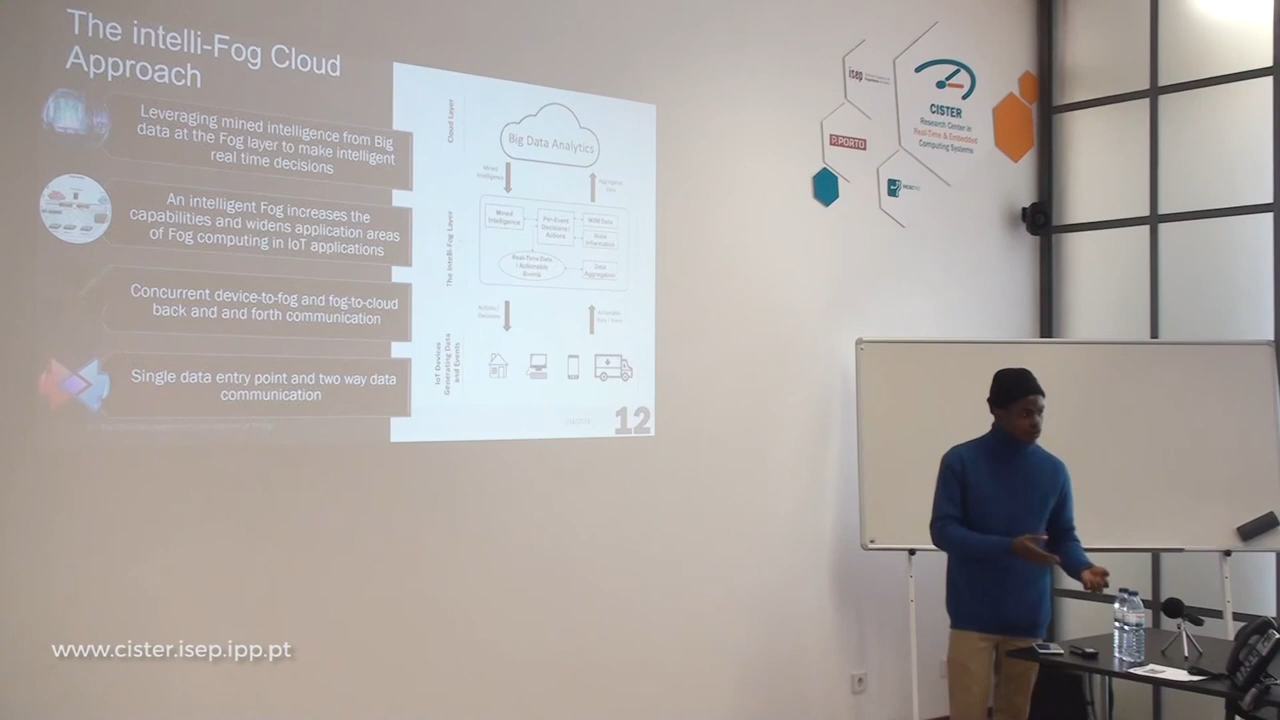 The intelli-Fog Cloud
Approach
Leveraging mined intelligence from Big
data at the Fog layer to make intelligent
real time decisions
An intelligent Fog increases the
capabilities and widens application areas
of Fog computing in IoT applications
Concurrent device-to-fog and fog-to-cloud
back and and forth communication
Single data entry point and two way data
communication
Cloud Layer
Big Data Analytics
Mined
Intelligence
Aggregated
Data
The Intelli-Fog Layer
Mined
Intelligence
Per-Event
Decisions /
Actions
M2M Data
Node
Information
Real-Time Data
/ Actionable
Events
Data
Aggregation
Actions /
Decisions
IoT Devices
Generating Data
and Events
12
isep
P.PORTO
CISTER
Research Center in
Real-Time & Embedded
Computing Systems
www.cister.isep.ipp.pt